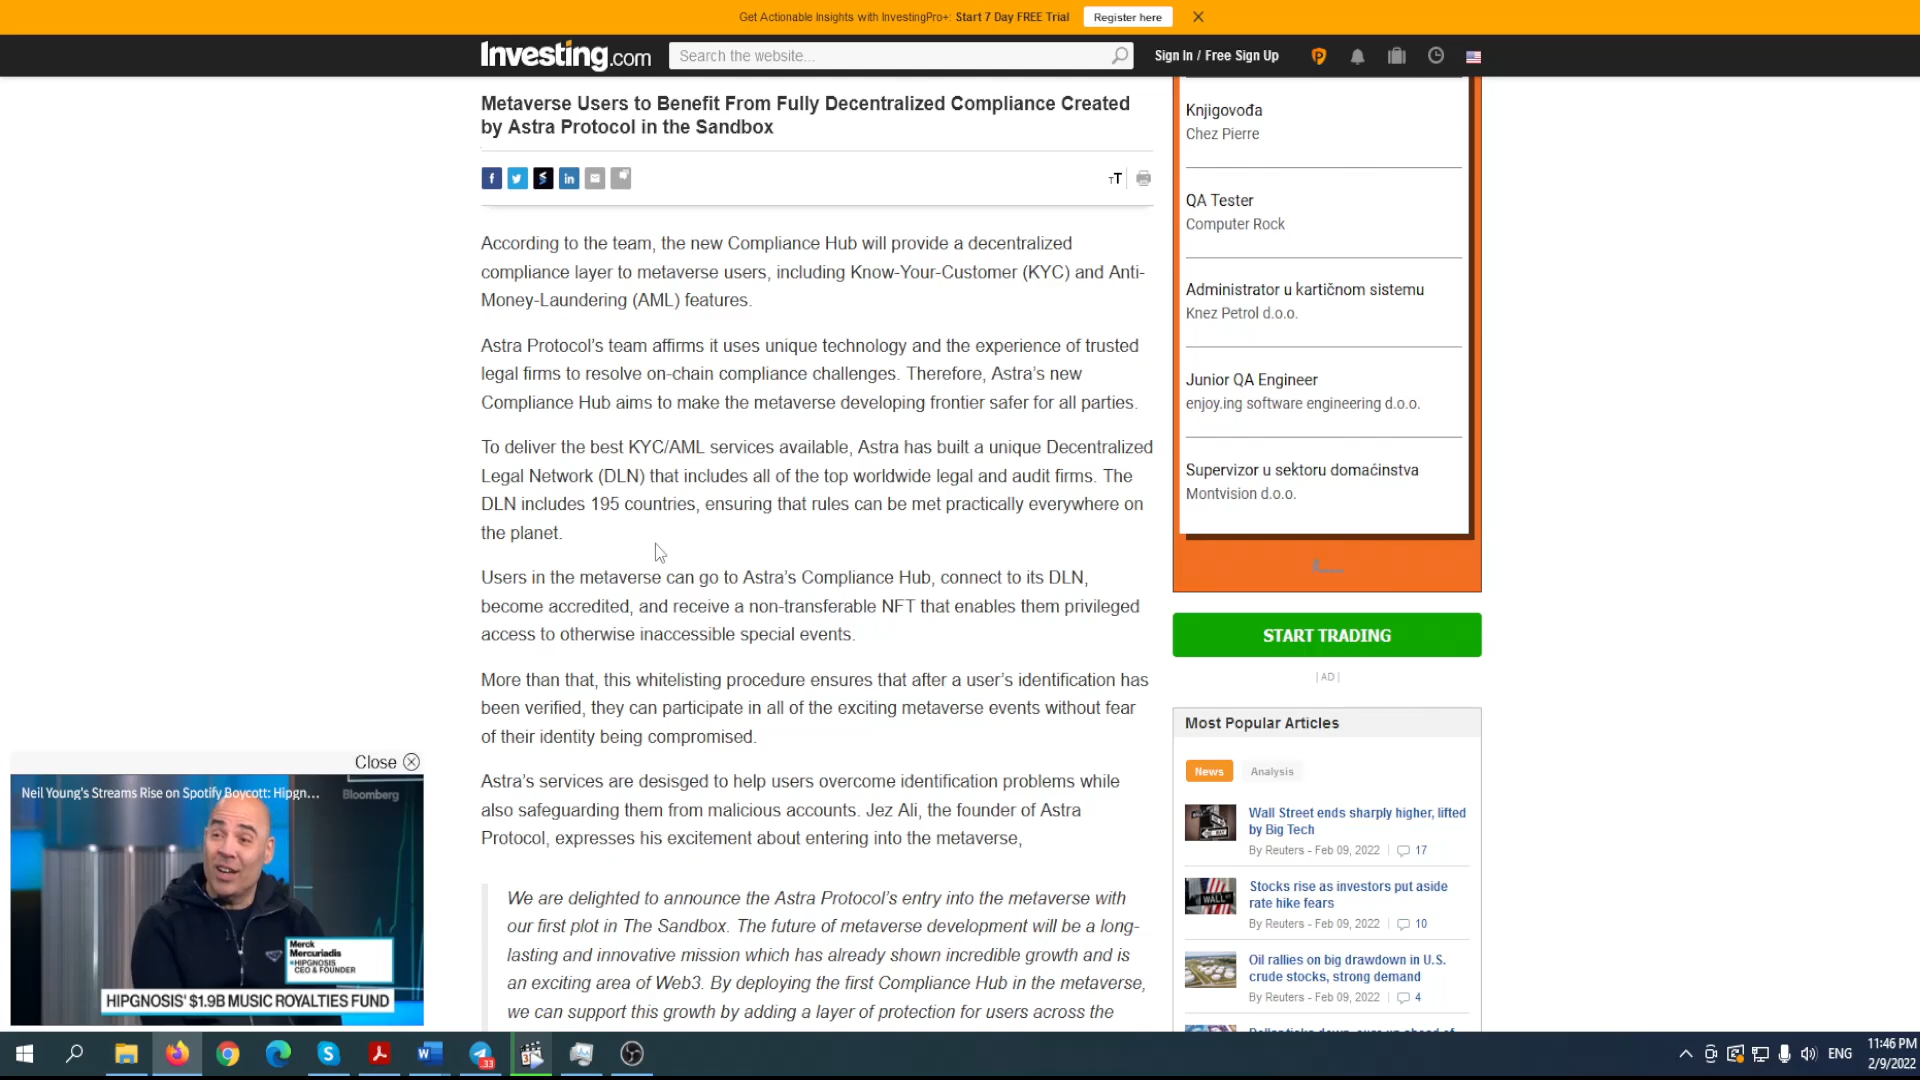 Get Actionable Insights with InvestingPro+: Start 7 Day FREE Trial
Register here
Investing.com
Search the website...
Sign In / Free Sign Up
Metaverse Users to Benefit From Fully Decentralized Compliance Created
by Astra Protocol in the Sandbox
According to the team, the new Compliance Hub will provide a decentralized
compliance layer to metaverse users, including Know-Your-Customer (KYC) and Anti-
Money-Laundering (AML) features.
Astra Protocol’s team affirms it uses unique technology and the experience of trusted
legal firms to resolve on-chain compliance challenges. Therefore, Astra’s new
Compliance Hub aims to make the metaverse developing frontier safer for all parties.
To deliver the best KYC/AML services available, Astra has built a unique Decentralized
Legal Network (DLN) that includes all of the top worldwide legal and audit firms. The
DLN includes 195 countries, ensuring that rules can be met practically everywhere on
the planet.
Users in the metaverse can go to Astra’s Compliance Hub, connect to its DLN,
become accredited, and receive a non-transferable NFT that enables them privileged
access to otherwise inaccessible special events.
More than that, this whitelisting procedure ensures that after a user’s identification has
been verified, they can participate in all of the exciting metaverse events without fear
of their identity being compromised.
Astra’s services are desisged to help users overcome identification problems while
also safeguarding them from malicious accounts. Jez Ali, the founder of Astra
Protocol, expresses his excitement about entering into the metaverse,
We are delighted to announce the Astra Protocol’s entry into the metaverse with
our first plot in The Sandbox. The future of metaverse development will be a long-
lasting and innovative mission which has already shown incredible growth and is
an exciting area of Web3. By deploying the first Compliance Hub in the metaverse,
we can support this growth by adding a layer of protection for users across the
Knjigovođa
Chez Pierre
QA Tester
Computer Rock
Administrator u kartičnom sistemu
Knez Petrol d.o.o.
Junior QA Engineer
enjoy.ing software engineering d.o.o.
Supervizor u sektoru domaćinstva
Montvision d.o.o.
START TRADING
| AD |
Most Popular Articles
News
Analysis
Wall Street ends sharply higher, lifted
by Big Tech
By Reuters - Feb 09, 2022 | 17
Stocks rise as investors put aside
rate hike fears
By Reuters - Feb 09, 2022 | 10
Oil rallies on big drawdown in U.S.
crude stocks, strong demand
By Reuters - Feb 09, 2022 | 4
Close
Neil Young's Streams Rise on Spotify Boycott: Hipgn...
Bloomberg
Merck
Mercuriadis
HIPGNOSIS
CEO & FOUNDER
HIPGNOSIS' $1.9B MUSIC ROYALTIES FUND
33
ENG
11:46 PM
2/9/2022